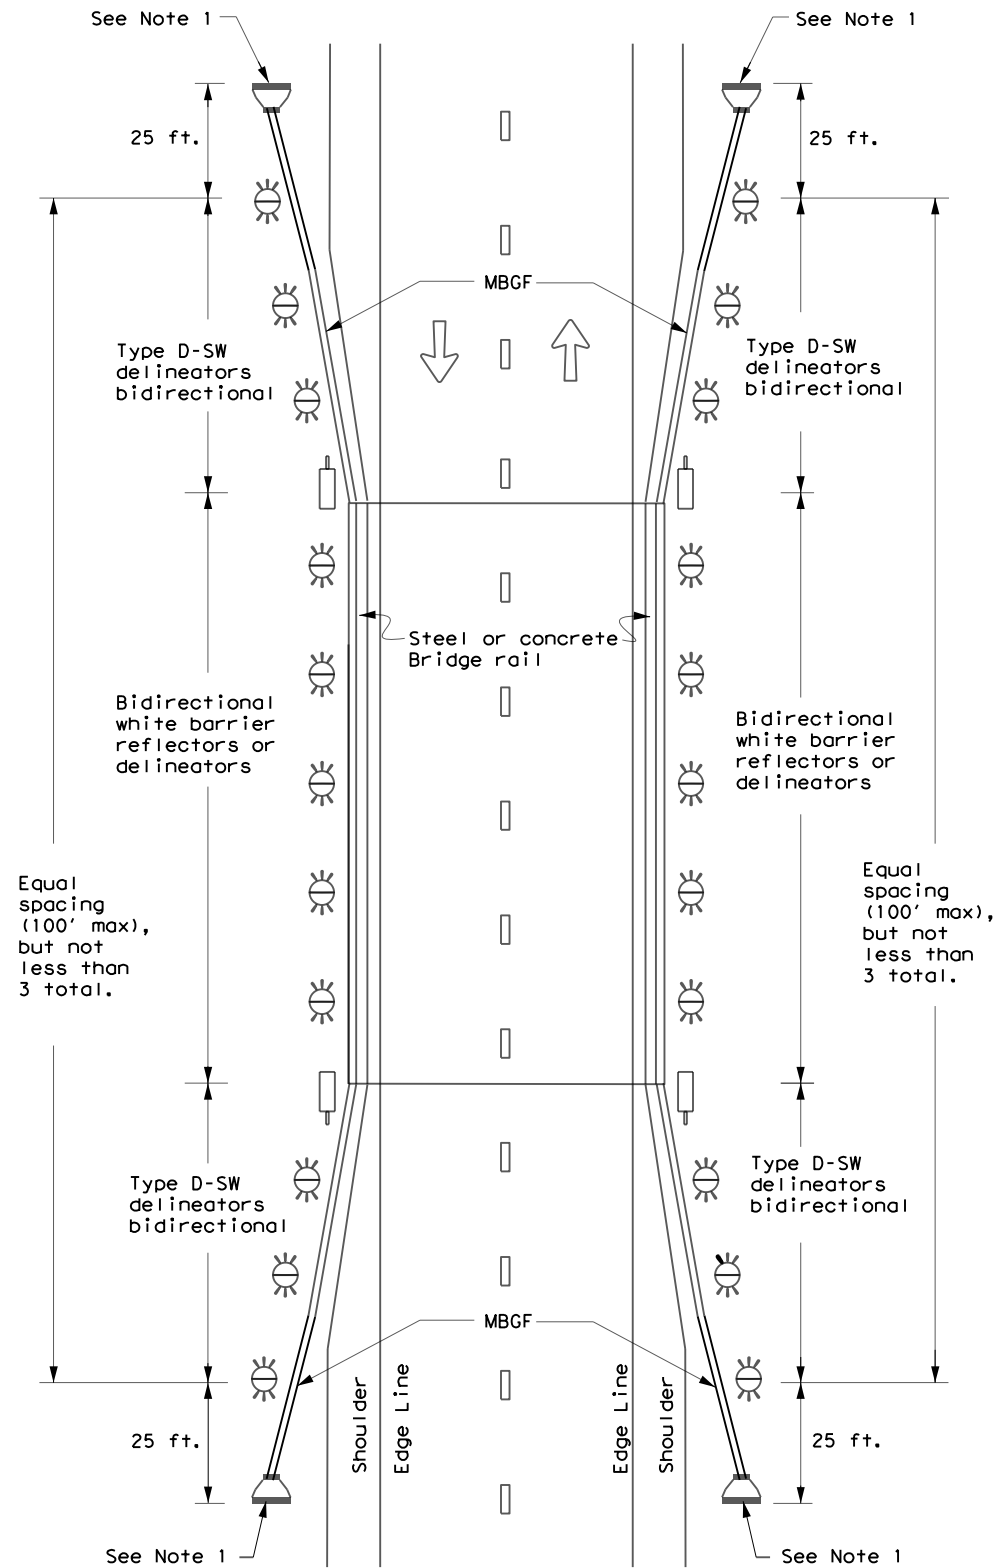 See Note 1
See Note 1
25 ft.
25 ft.
MBGF
Type D-SW
delineators
bidirectional
Type D-SW
delineators
bidirectional
Steel or concrete
Bridge rail
Bidirectional
white barrier
reflectors or
delineators
Bidirectional
white barrier
reflectors or
delineators
Equal
spacing
(100' max),
but not
less than
3 total.
Equal
spacing
(100' max),
but not
less than
3 total.
Type D-SW
delineators
bidirectional
Type D-SW
delineators
bidirectional
MBGF
Shoulder
Edge Line
Edge Line
Shoulder
25 ft.
25 ft.
See Note 1
See Note 1